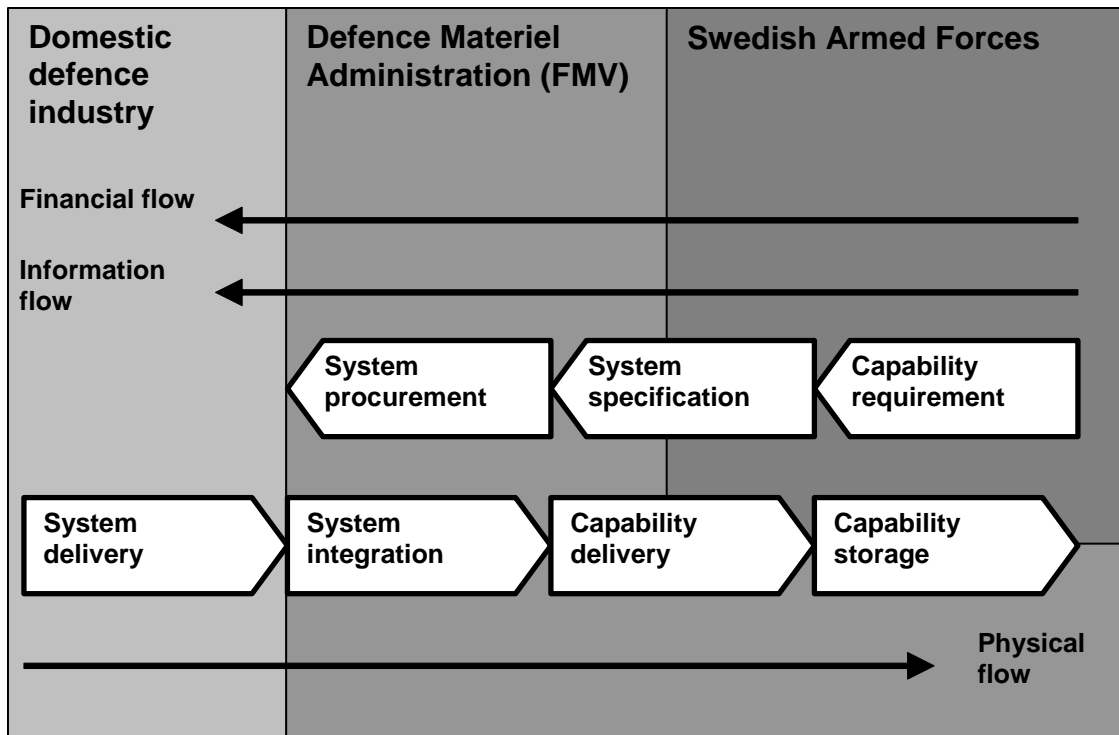 Domestic
defence
industry
Defence Materiel
Administration (FMV)
Swedish Armed Forces
Financial flow
Information
flow
System
procurement
System
specification
Capability
requirement
System
delivery
System
integration
Capability
delivery
Capability
storage
Physical
flow